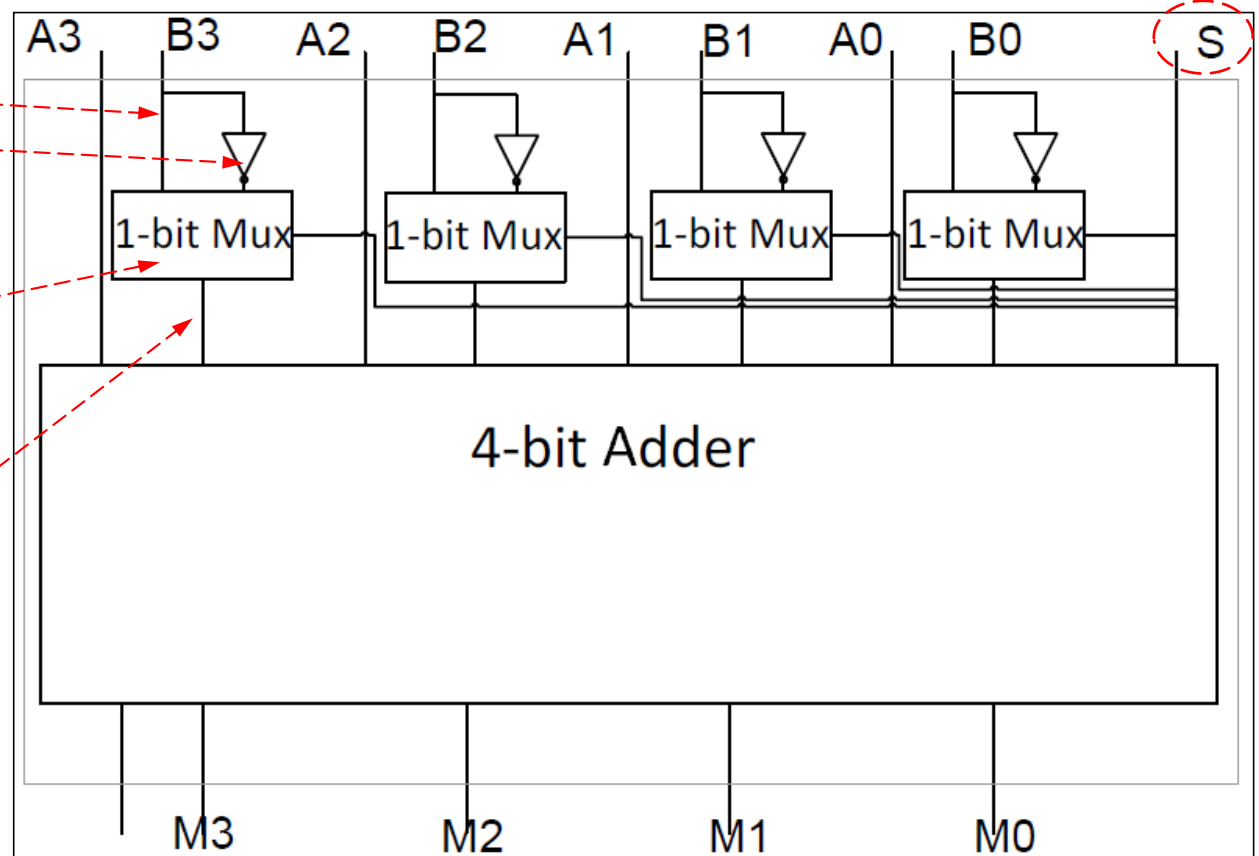 A3 B3 A2 B2 A1 B1 A0 B0 S
1-bit Mux 1-bit Mux 1-bit Mux 1-bit Mux
4-bit Adder
M3 M2 M1 M0